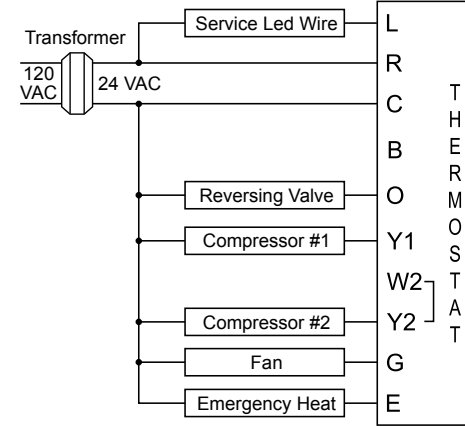 Service Led Wire L
Transformer
R
120
VAC
24 VAC
C
B
Reversing Valve O
Compressor #1 Y1
W2
Compressor #2 Y2
Fan G
Emergency Heat E
THERMOSTAT